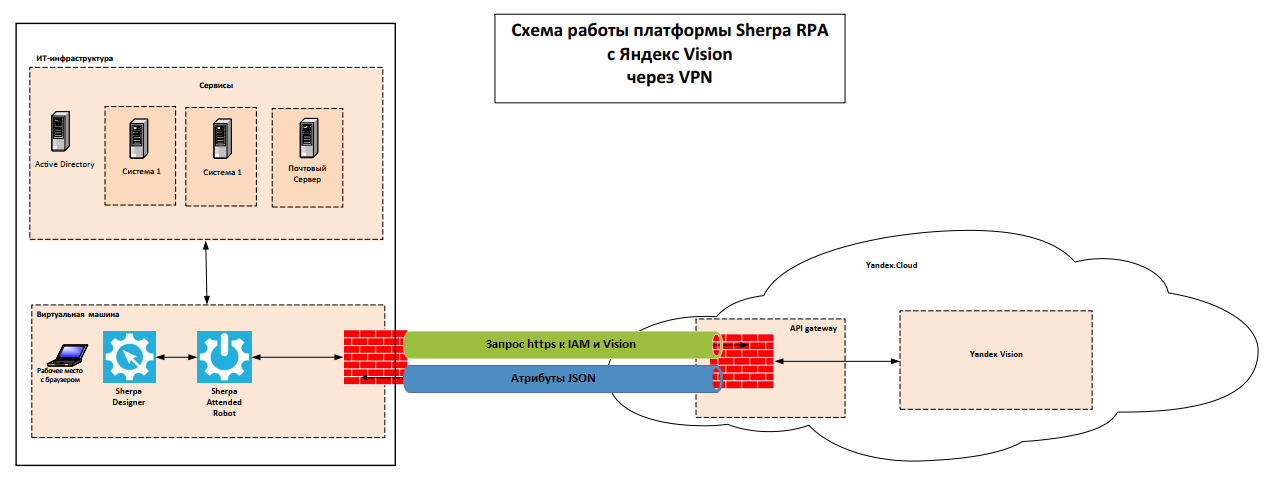 Схема работы платформы Sherpa RPA
с Яндекс Vision
через VPN
ИТ-инфраструктура
Сервисы
Active Directory
Система 1
Система 1
Почтовый
Сервер
Виртуальная машина
Рабочее место
с браузером
Sherpa
Designer
Sherpa
Attended
Robot
Запрос https к IAM и Vision
Атрибуты JSON
Yandex.Cloud
API gateway
Yandex Vision